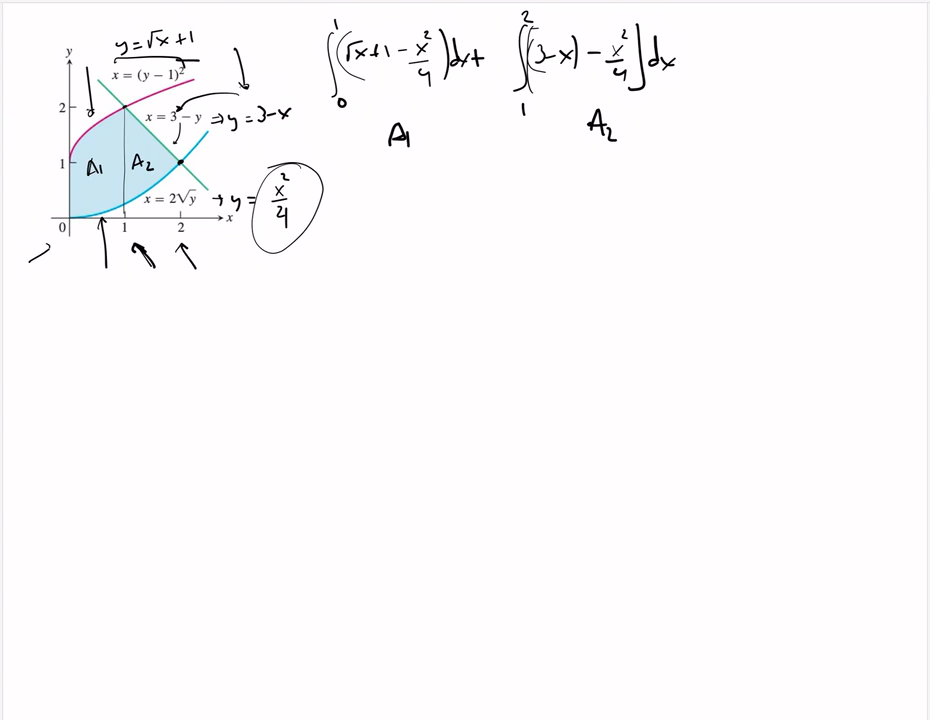 y = √x + 1
∫₀¹ (√x + 1 − x²/4) dx + ∫₁² [(3 − x) − x²/4] dx
A₁
A₂
y
x = (y − 1)²
2
x = 3 − y ⇒ y = 3 − x
1
A₁
A₂
x = 2√y → y = x²/4
x
0
1
2